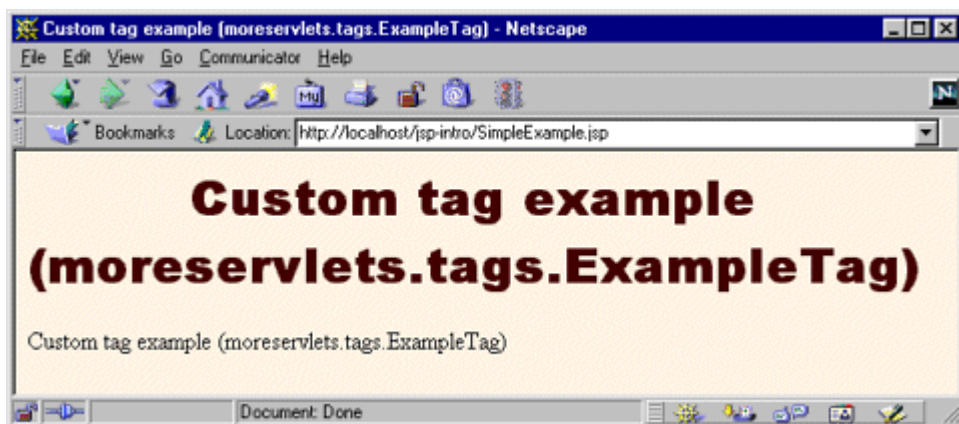 Custom tag example (moreservlets.tags.ExampleTag) - Netscape
File Edit View Go Communicator Help
My
N
Bookmarks Location: http://localhost/jsp-intro/SimpleExample.jsp
Custom tag example
(moreservlets.tags.ExampleTag)
Custom tag example (moreservlets.tags.ExampleTag)
Document: Done